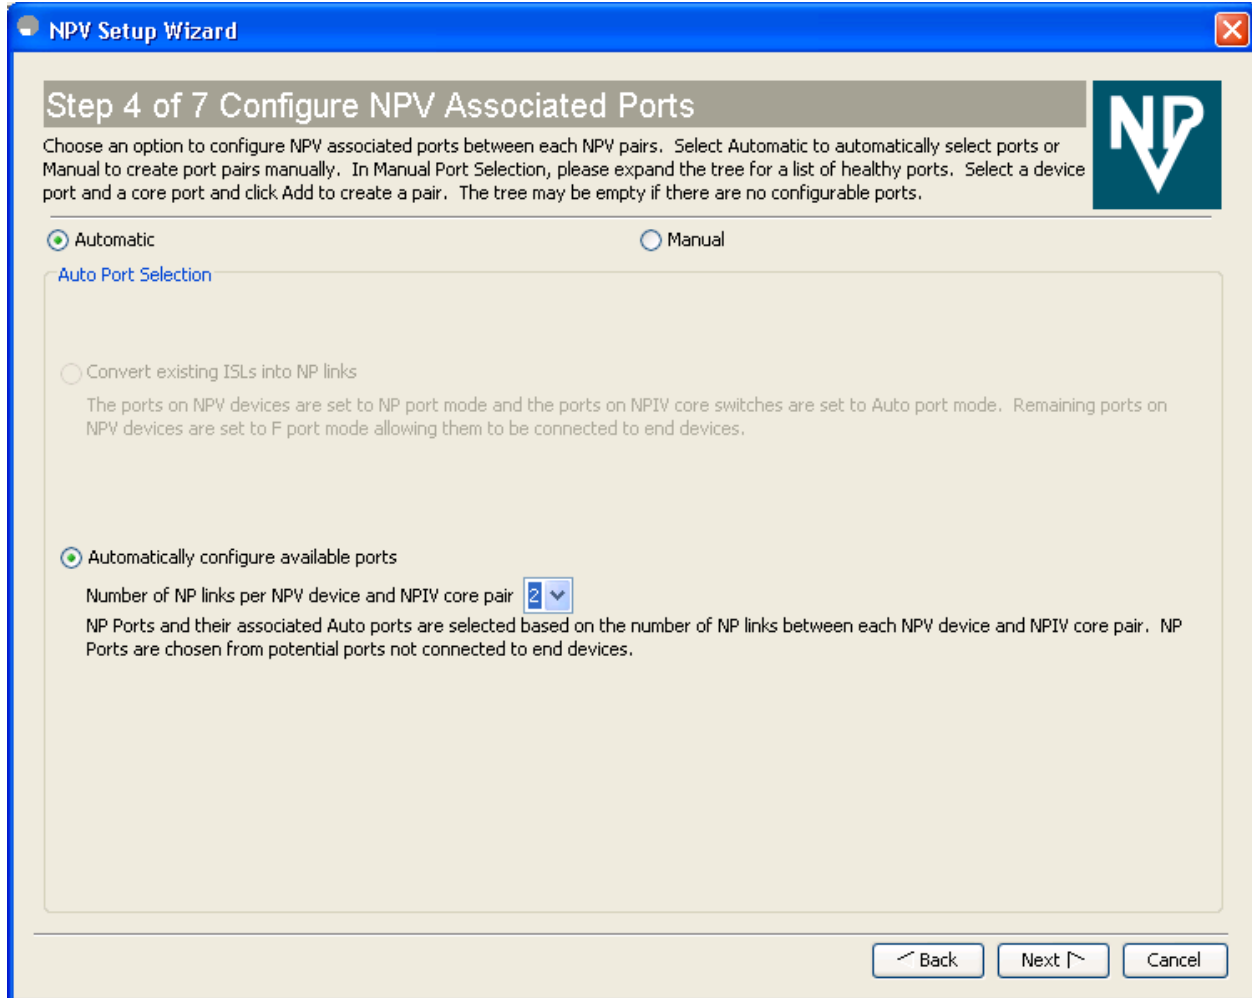 NPV Setup Wizard
Step 4 of 7 Configure NPV Associated Ports
NPV
Choose an option to configure NPV associated ports between each NPV pairs.  Select Automatic to automatically select ports or
Manual to create port pairs manually.  In Manual Port Selection, please expand the tree for a list of healthy ports.  Select a device
port and a core port and click Add to create a pair.  The tree may be empty if there are no configurable ports.
Automatic
Manual
Auto Port Selection
Convert existing ISLs into NP links
The ports on NPV devices are set to NP port mode and the ports on NPIV core switches are set to Auto port mode.  Remaining ports on
NPV devices are set to F port mode allowing them to be connected to end devices.
Automatically configure available ports
Number of NP links per NPV device and NPIV core pair 2
NP Ports and their associated Auto ports are selected based on the number of NP links between each NPV device and NPIV core pair.  NP
Ports are chosen from potential ports not connected to end devices.
Back
Next
Cancel